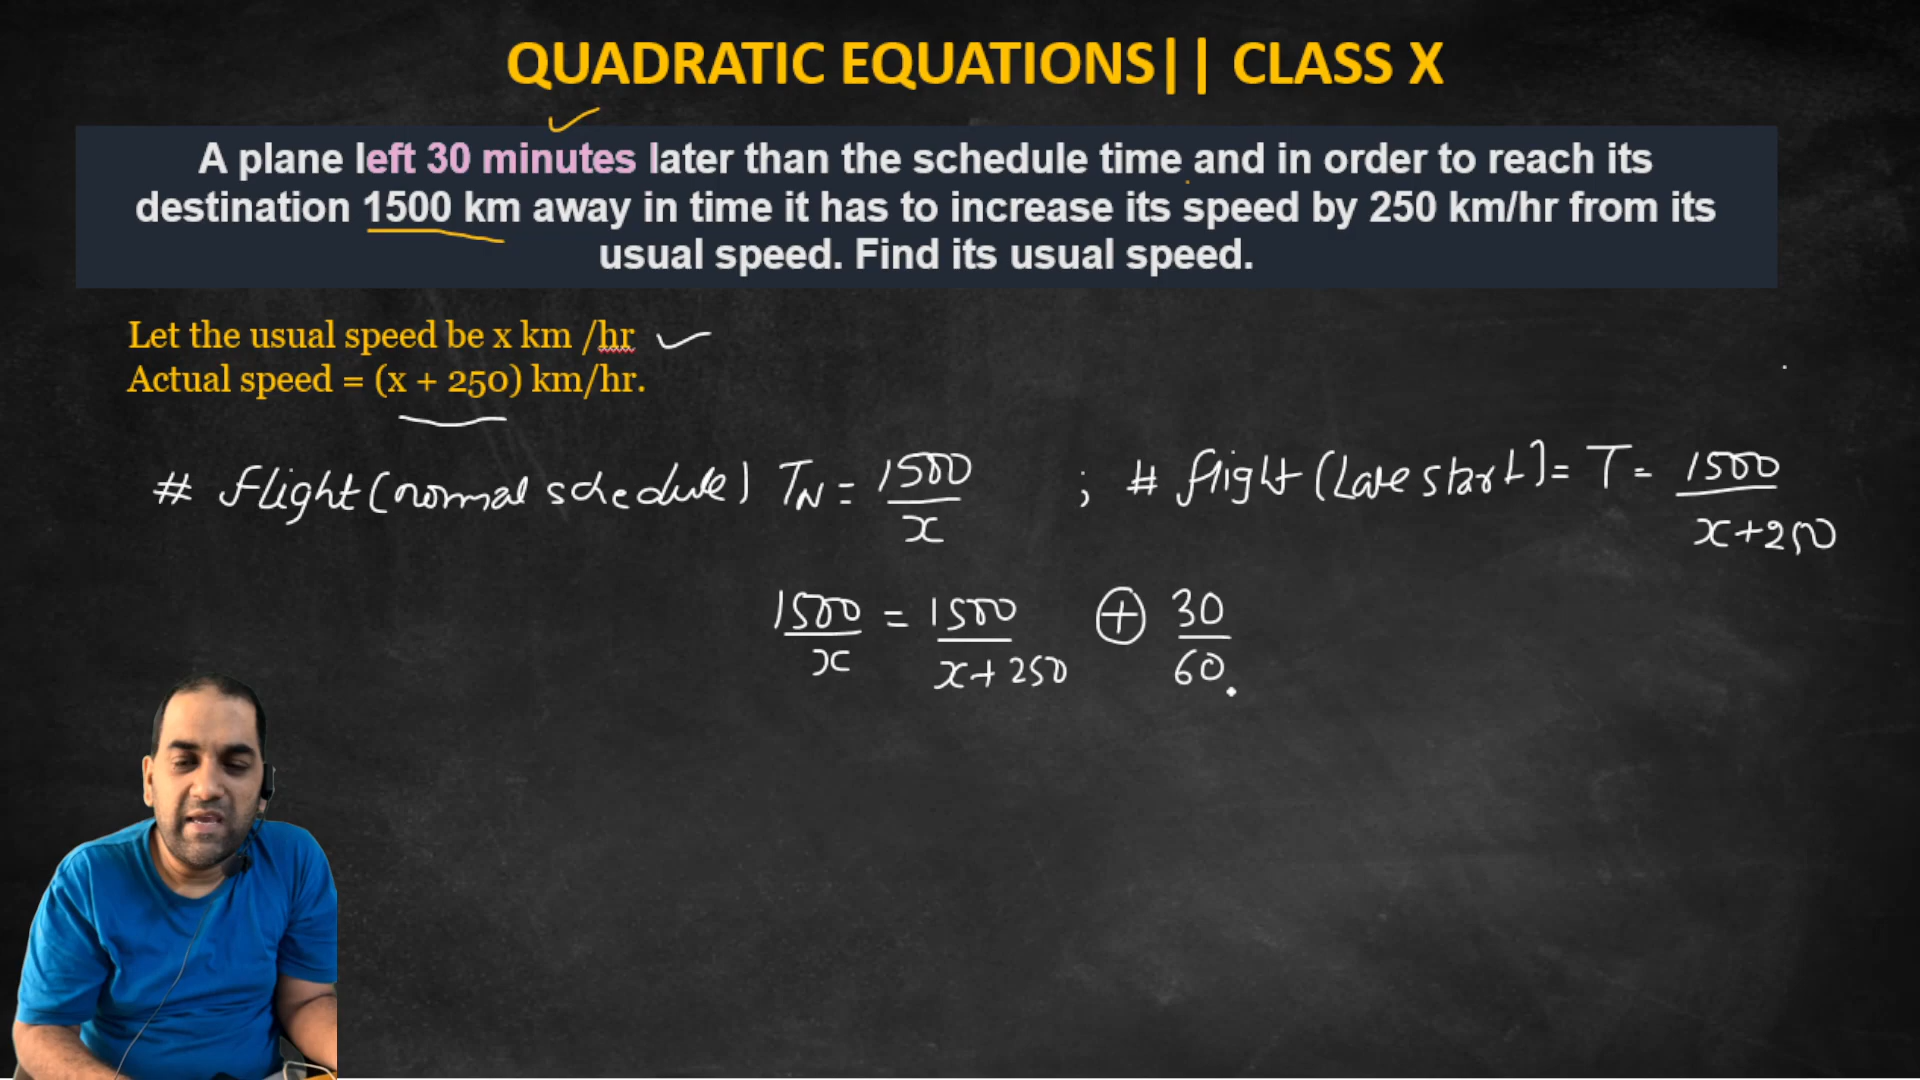 QUADRATIC EQUATIONS|| CLASS X
A plane left 30 minutes later than the schedule time and in order to reach its
destination 1500 km away in time it has to increase its speed by 250 km/hr from its
usual speed. Find its usual speed.
Let the usual speed be x km /hr
Actual speed = (x + 250) km/hr.
# flight (normal schedule) TN = 1500/x ; # flight (Late start) = T = 1500/x+250
1500/x = 1500/x+250 + 30/60